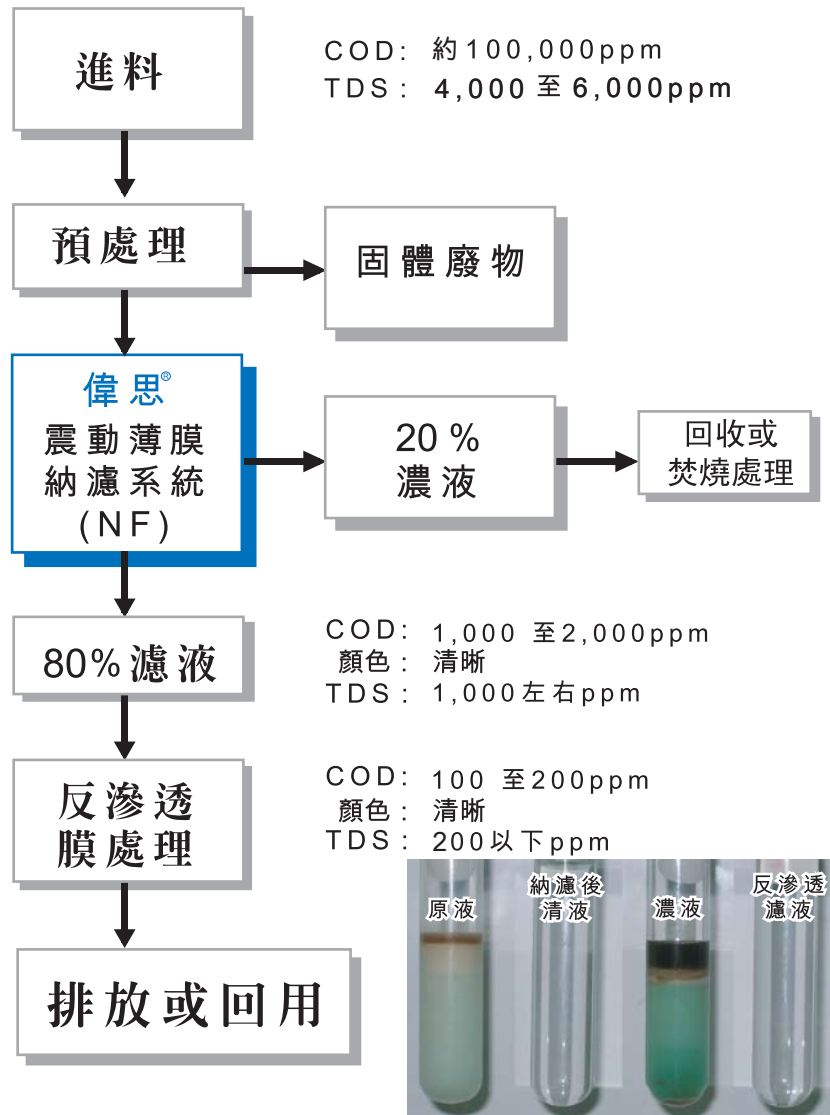 進料
COD: 約100,000ppm
TDS: 4,000 至 6,000ppm
預處理
固體廢物
偉思®
震動薄膜
納濾系統
(NF)
20%
濃液
回收或
焚燒處理
80%濾液
COD: 1,000 至2,000ppm
顏色: 清晰
TDS: 1,000左右ppm
反滲透
膜處理
COD: 100 至200ppm
顏色: 清晰
TDS: 200以下ppm
原液
納濾後
清液
濃液
反滲透
濾液
排放或回用